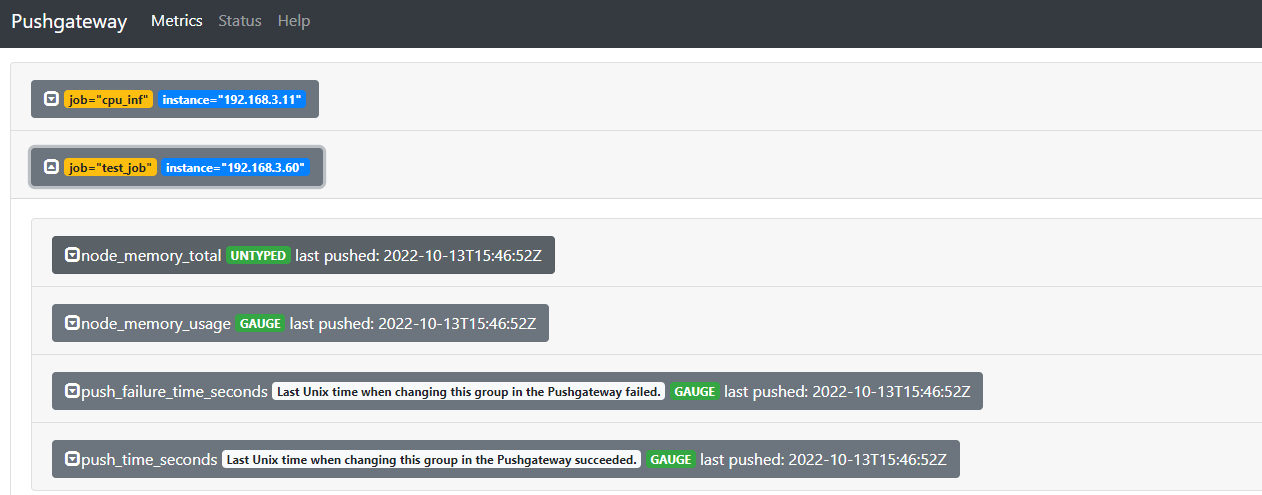 Pushgateway Metrics Status Help
job="cpu_inf" instance="192.168.3.11"
job="test_job" instance="192.168.3.60"
node_memory_total UNTYPED last pushed: 2022-10-13T15:46:52Z
node_memory_usage GAUGE last pushed: 2022-10-13T15:46:52Z
push_failure_time_seconds Last Unix time when changing this group in the Pushgateway failed. GAUGE last pushed: 2022-10-13T15:46:52Z
push_time_seconds Last Unix time when changing this group in the Pushgateway succeeded. GAUGE last pushed: 2022-10-13T15:46:52Z